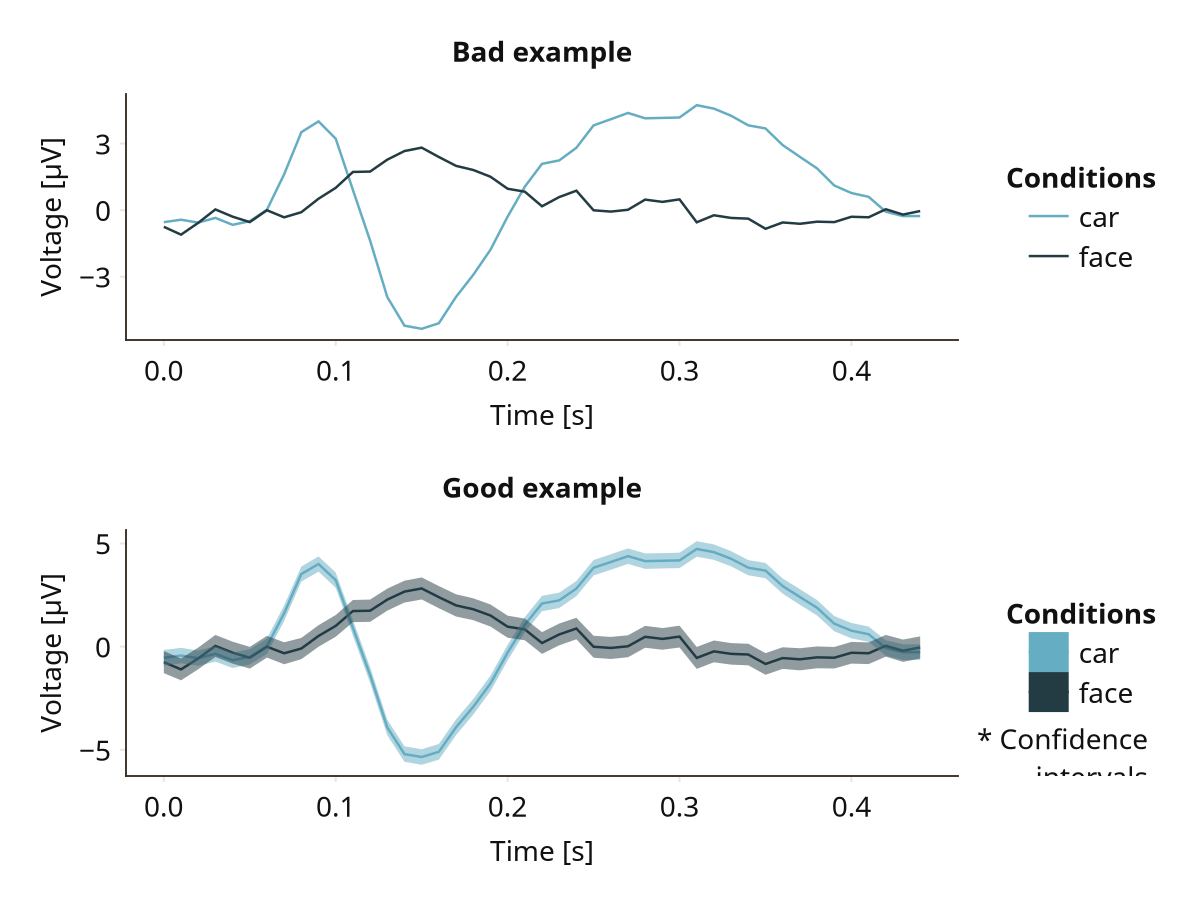 Bad example
Voltage [µV]
3
0
−3
0.0 0.1 0.2 0.3 0.4
Time [s]
Conditions
car
face
Good example
Voltage [µV]
5
0
−5
0.0 0.1 0.2 0.3 0.4
Time [s]
Conditions
car
face
* Confidence
intervals